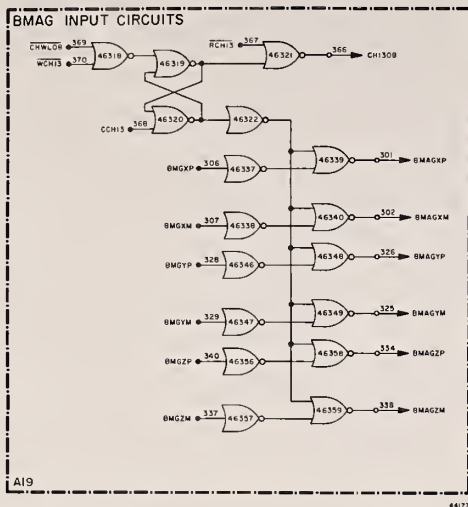 BMAG INPUT CIRCUITS
CHWL08 369
WCH13 370
46318
46319
RCH13 367
46321
366 CH1308
CCH13 368
46320
46322
BMGXP 306
46337
46339
301 BMAGXP
BMGXM 307
46338
46340
302 BMAGXM
BMGYP 328
46346
46348
326 BMAGYP
BMGYM 329
46347
46349
325 BMAGYM
BMGZP 340
46356
46358
334 BMAGZP
BMGZM 337
46357
46359
338 BMAGZM
A19